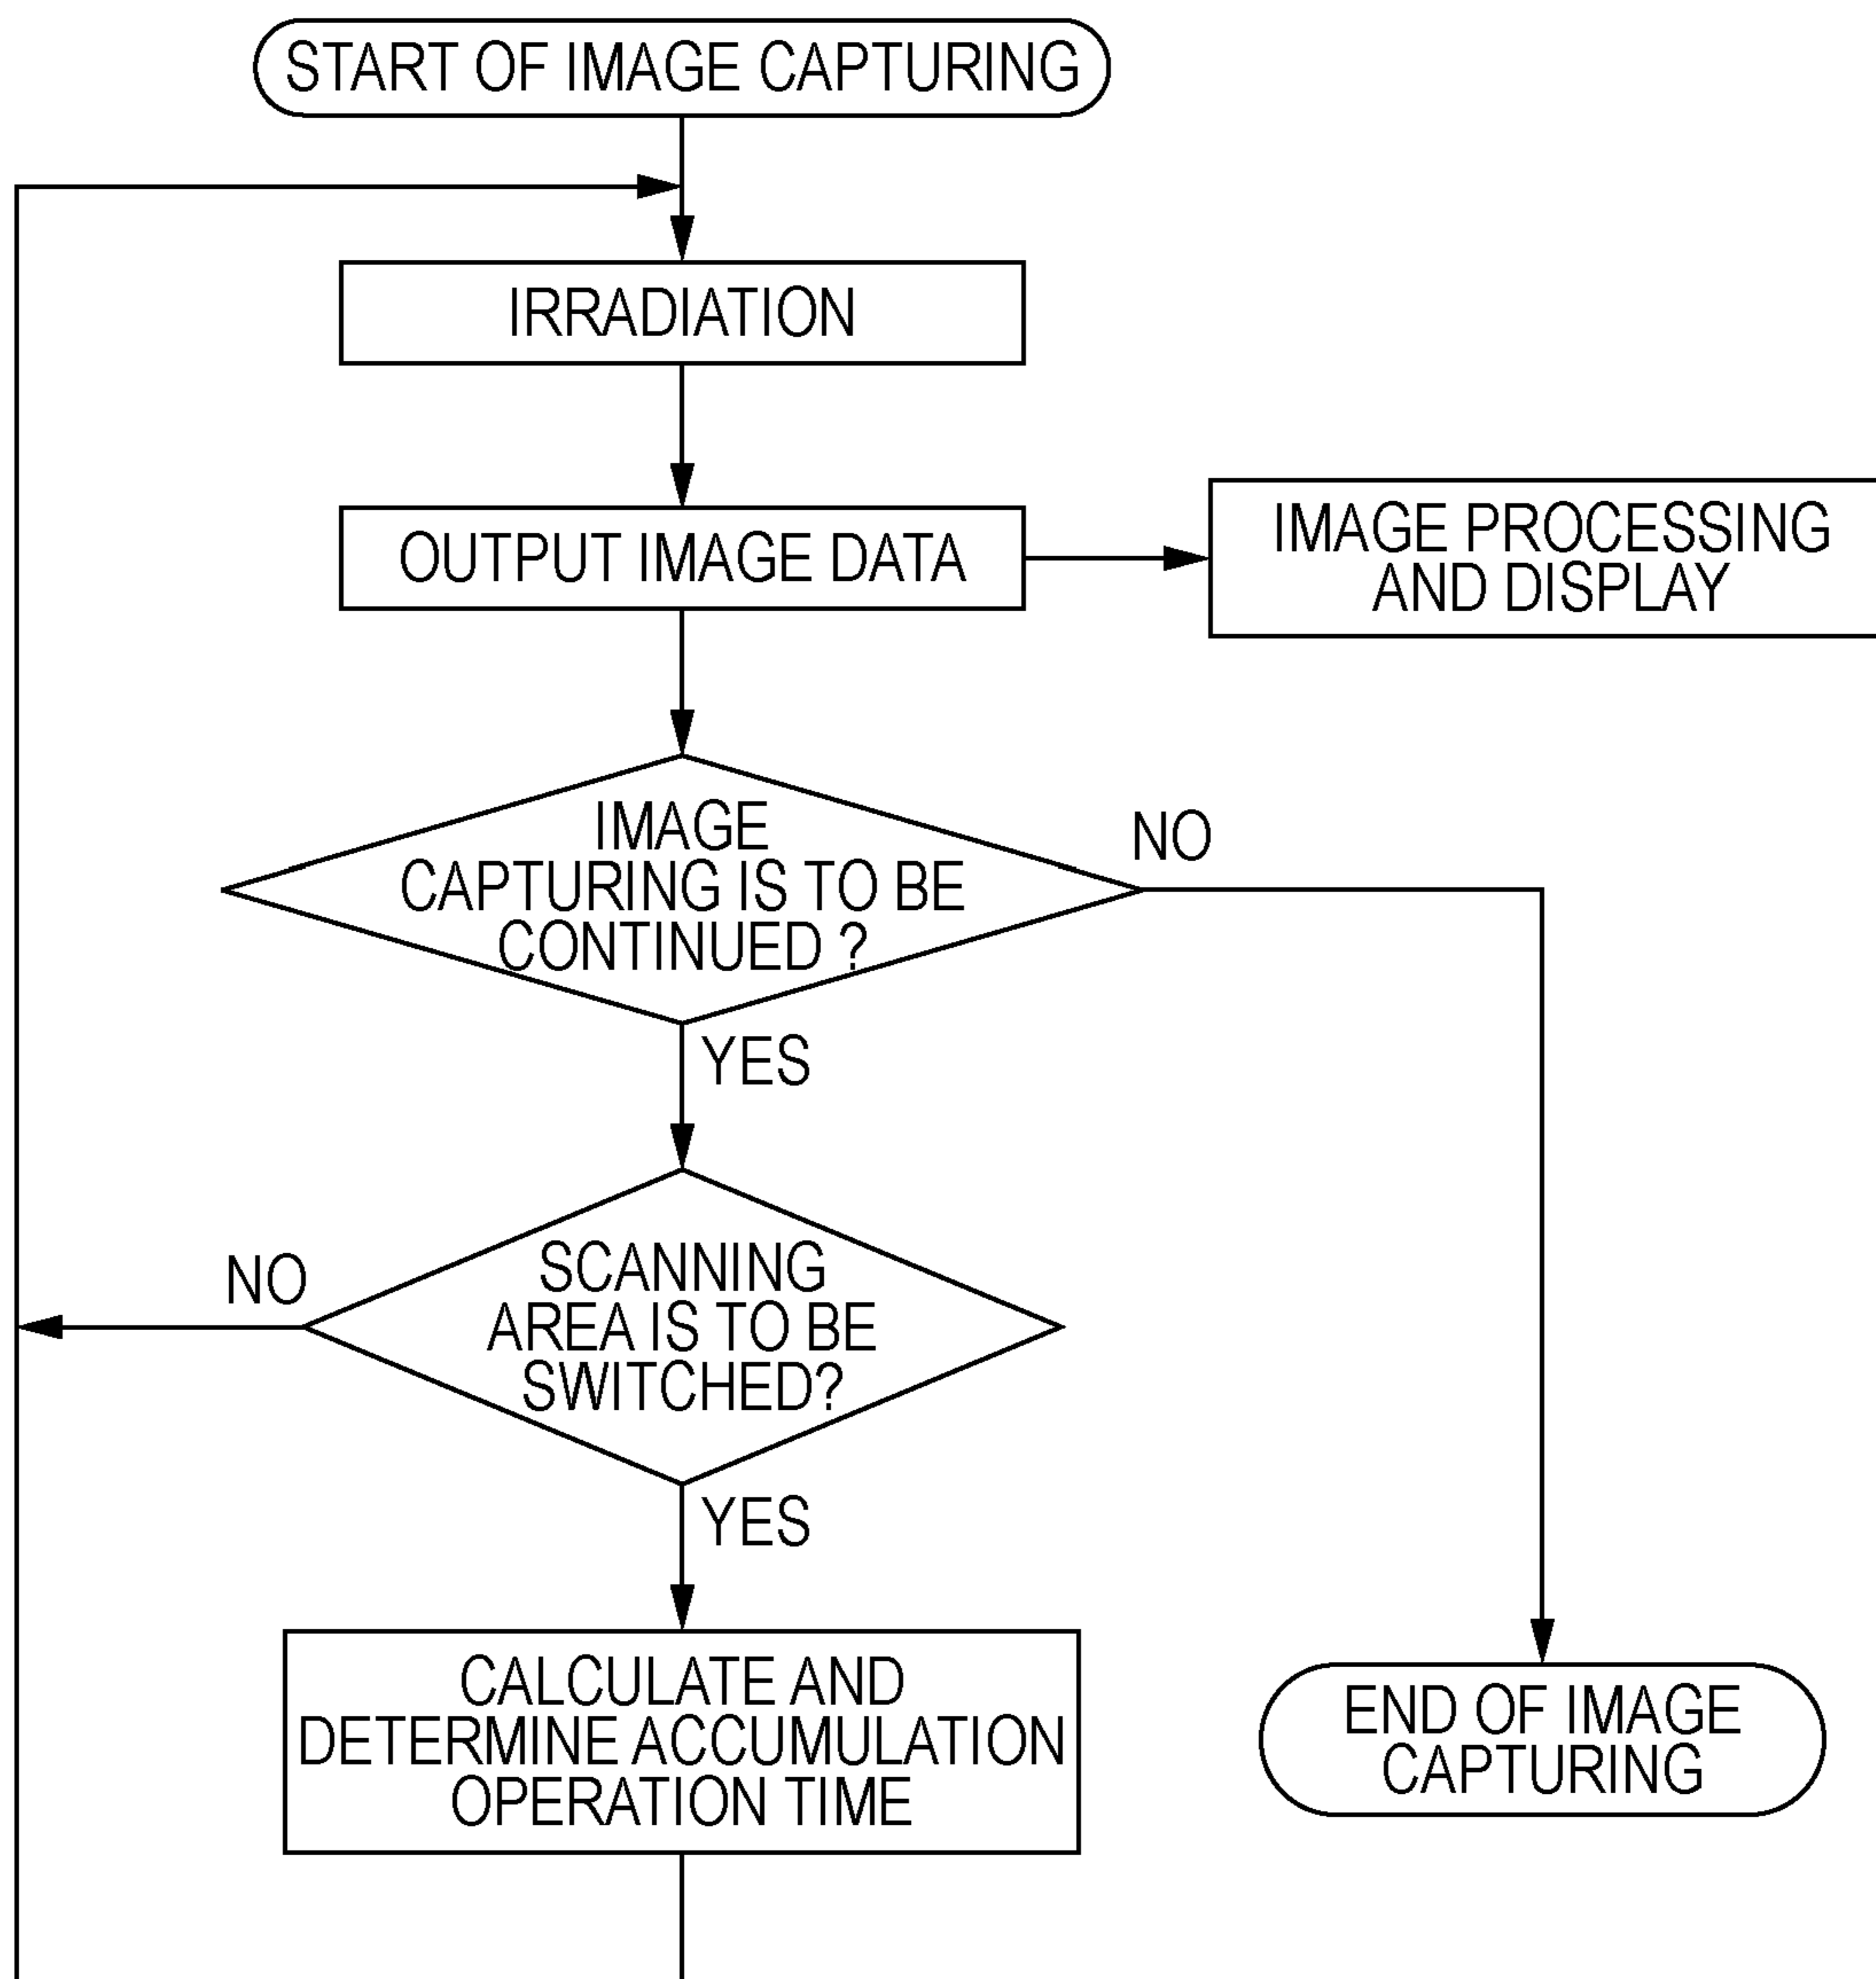 START OF IMAGE CAPTURING
IRRADIATION
OUTPUT IMAGE DATA
IMAGE PROCESSING
AND DISPLAY
IMAGE
CAPTURING IS TO BE
CONTINUED ?
NO
YES
SCANNING
AREA IS TO BE
SWITCHED?
NO
YES
CALCULATE AND
DETERMINE ACCUMULATION
OPERATION TIME
END OF IMAGE
CAPTURING